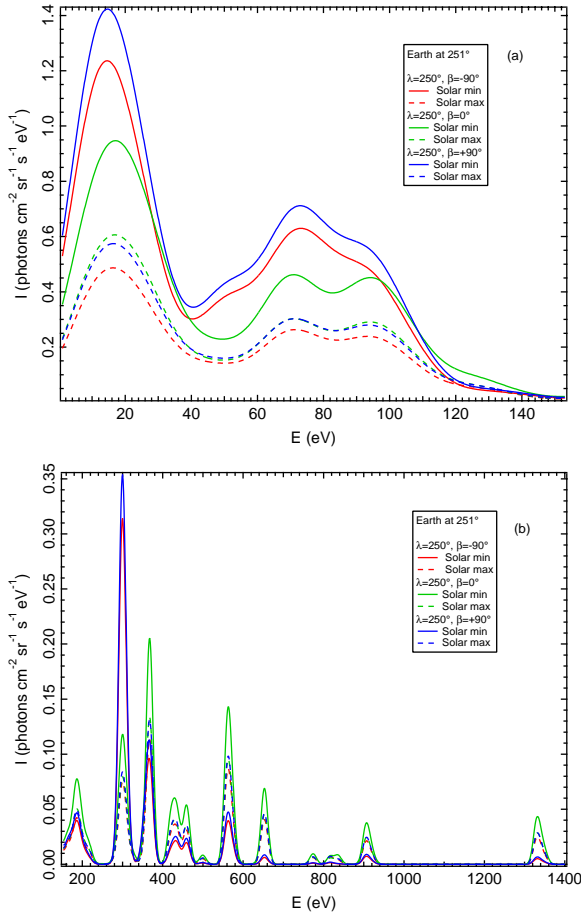 1.4
1.2
1.0
0.8
0.6
0.4
0.2
I (photons cm⁻² sr⁻¹ s⁻¹ eV⁻¹)
Earth at 251°
λ=250°, β=-90°
Solar min
Solar max
λ=250°, β=0°
Solar min
Solar max
λ=250°, β=+90°
Solar min
Solar max
(a)
20 40 60 80 100 120 140
E (eV)
0.35
0.30
0.25
0.20
0.15
0.10
0.05
0.00
I (photons cm⁻² sr⁻¹ s⁻¹ eV⁻¹)
Earth at 251°
λ=250°, β=-90°
Solar min
Solar max
λ=250°, β=0°
Solar min
Solar max
λ=250°, β=+90°
Solar min
Solar max
(b)
200 400 600 800 1000 1200 1400
E (eV)